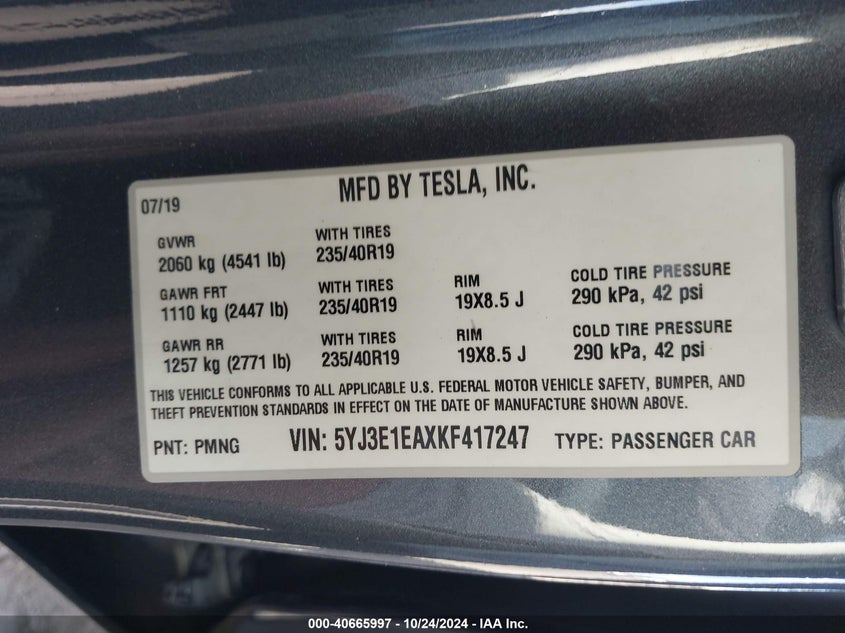 MFD BY TESLA, INC.
07/19
GVWR WITH TIRES
2060 kg (4541 lb) 235/40R19
GAWR FRT WITH TIRES RIM COLD TIRE PRESSURE
1110 kg (2447 lb) 235/40R19 19X8.5 J 290 kPa, 42 psi
GAWR RR WITH TIRES RIM COLD TIRE PRESSURE
1257 kg (2771 lb) 235/40R19 19X8.5 J 290 kPa, 42 psi
THIS VEHICLE CONFORMS TO ALL APPLICABLE U.S. FEDERAL MOTOR VEHICLE SAFETY, BUMPER, AND
THEFT PREVENTION STANDARDS IN EFFECT ON THE DATE OF MANUFACTURE SHOWN ABOVE.
PNT: PMNG VIN: 5YJ3E1EAXKF417247 TYPE: PASSENGER CAR
000-40665997 - 10/24/2024 - IAA Inc.